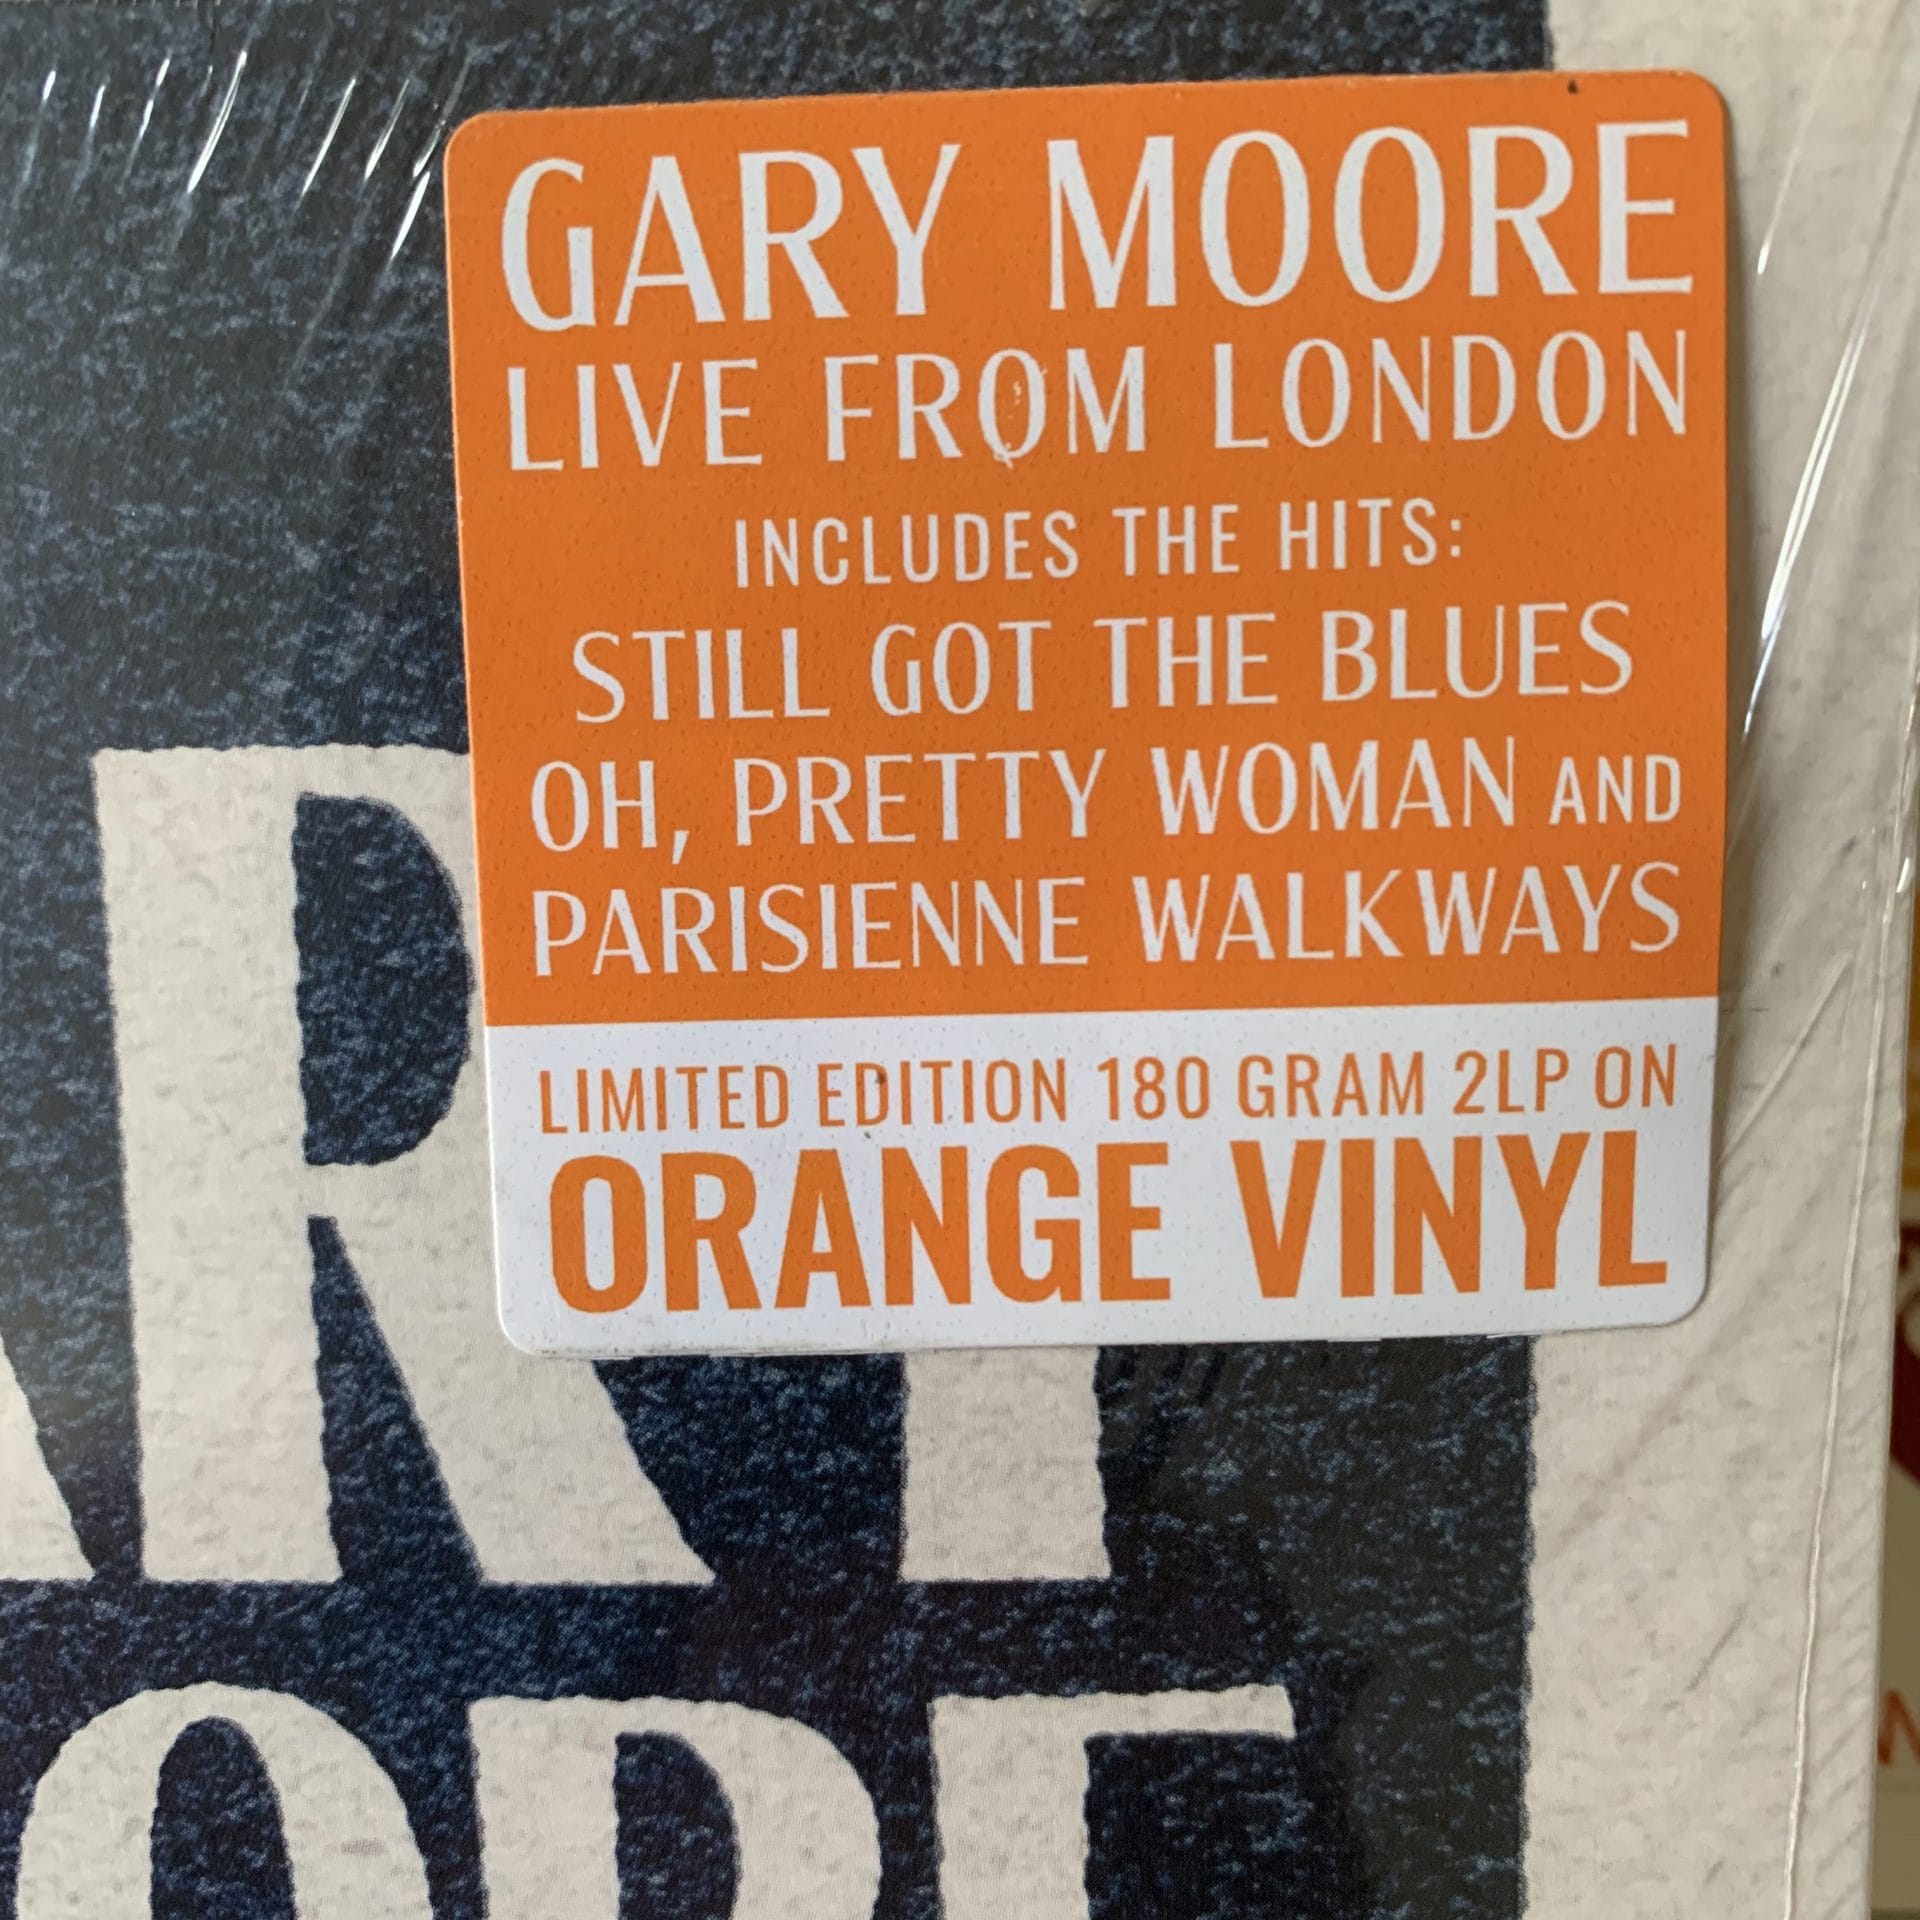 GARY MOORE
LIVE FROM LONDON
INCLUDES THE HITS:
STILL GOT THE BLUES
OH, PRETTY WOMAN AND
PARISIENNE WALKWAYS
LIMITED EDITION 180 GRAM 2LP ON
ORANGE VINYL